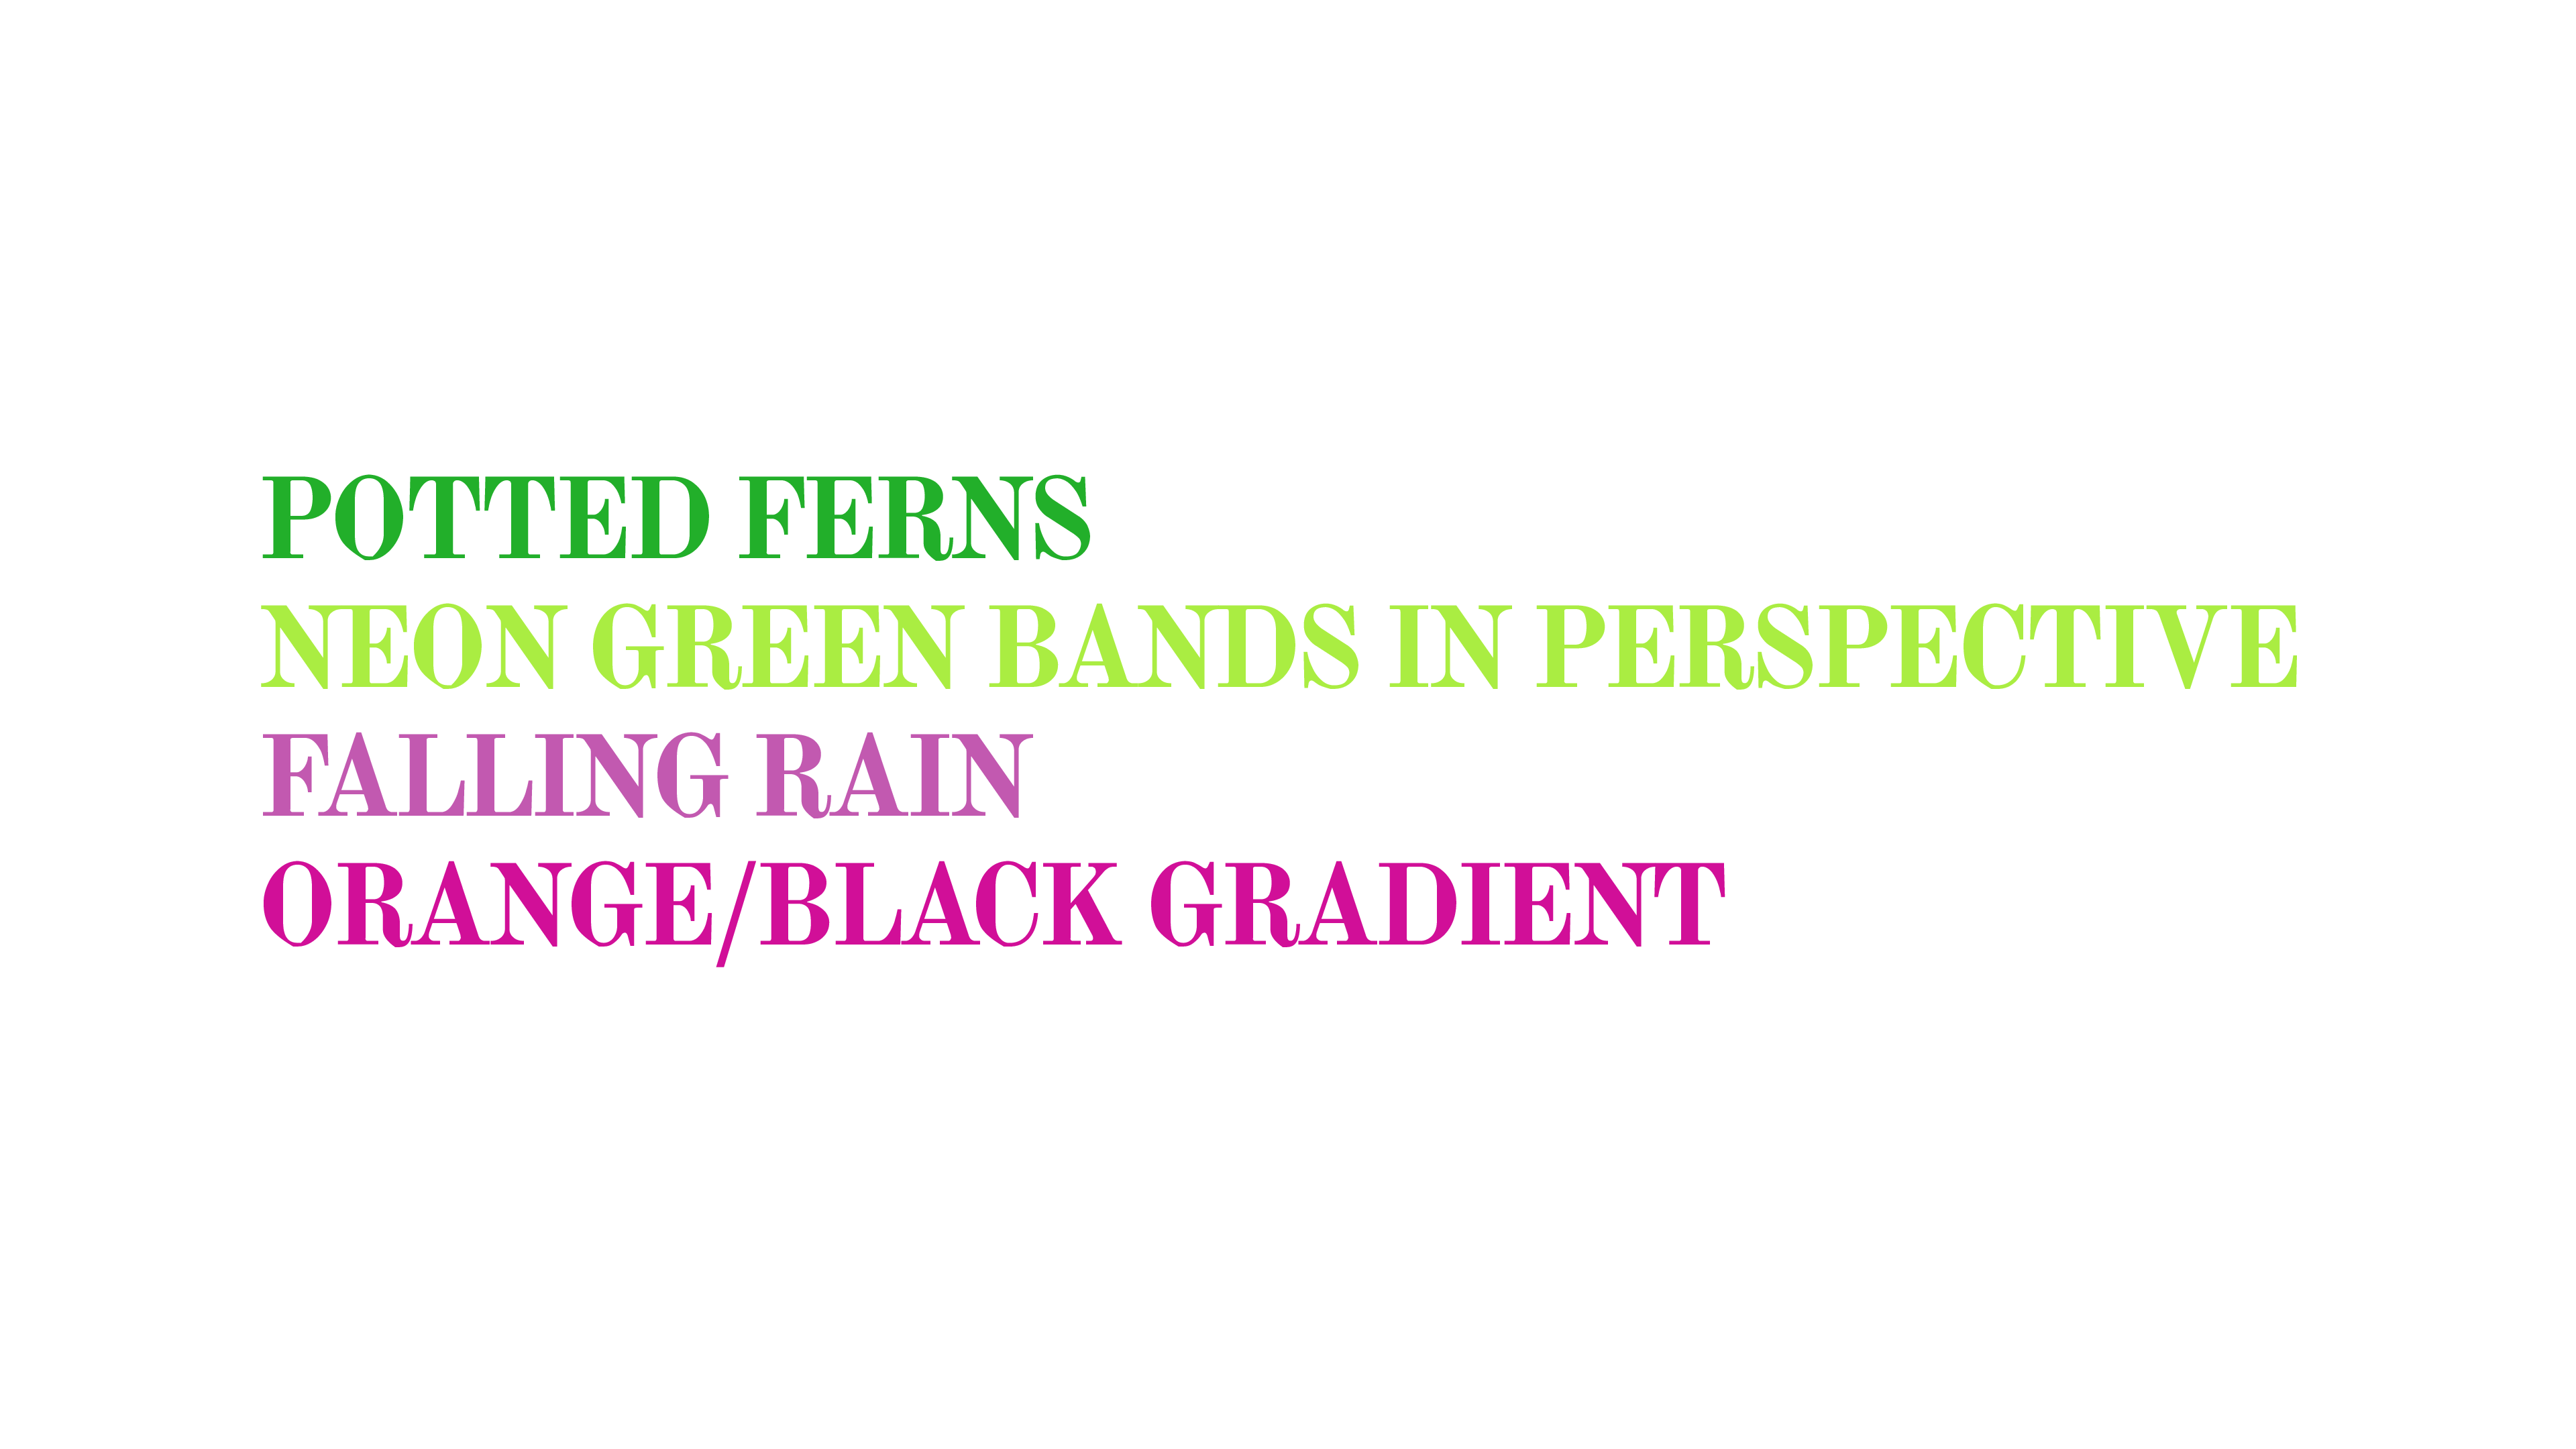 POTTED FERNS
NEON GREEN BANDS IN PERSPECTIVE
FALLING RAIN
ORANGE/BLACK GRADIENT